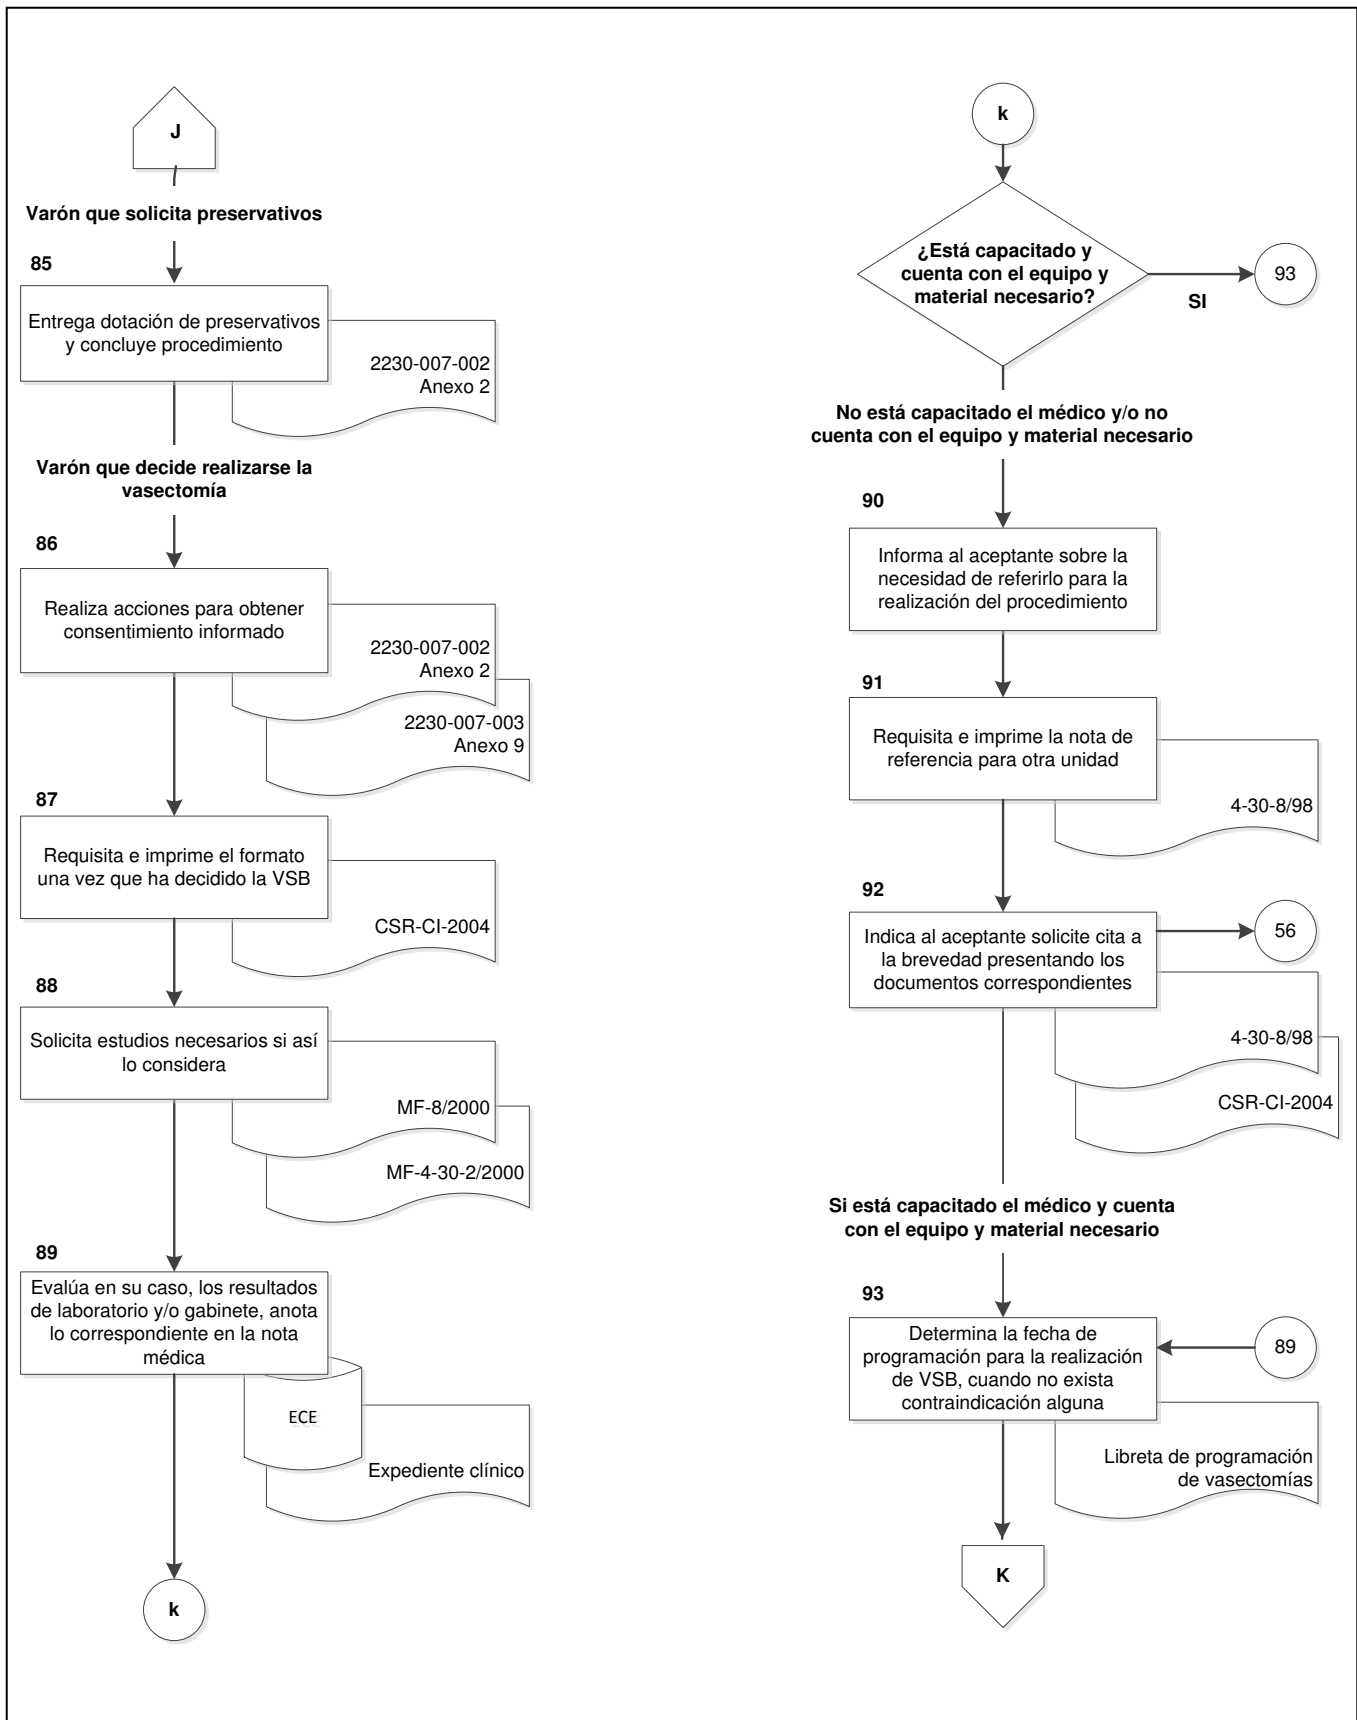 J
Varón que solicita preservativos
85
Entrega dotación de preservativos
y concluye procedimiento
2230-007-002
Anexo 2
Varón que decide realizarse la
vasectomía
86
Realiza acciones para obtener
consentimiento informado
2230-007-002
Anexo 2
2230-007-003
Anexo 9
87
Requisita e imprime el formato
una vez que ha decidido la VSB
CSR-CI-2004
88
Solicita estudios necesarios si así
lo considera
MF-8/2000
MF-4-30-2/2000
89
Evalúa en su caso, los resultados
de laboratorio y/o gabinete, anota
lo correspondiente en la nota
médica
ECE
Expediente clínico
k
k
¿Está capacitado y
cuenta con el equipo y
material necesario?
93
SI
No está capacitado el médico y/o no
cuenta con el equipo y material necesario
90
Informa al aceptante sobre la
necesidad de referirlo para la
realización del procedimiento
91
Requisita e imprime la nota de
referencia para otra unidad
4-30-8/98
92
Indica al aceptante solicite cita a
la brevedad presentando los
documentos correspondientes
56
4-30-8/98
CSR-CI-2004
Si está capacitado el médico y cuenta
con el equipo y material necesario
93
Determina la fecha de
programación para la realización
de VSB, cuando no exista
contraindicación alguna
89
Libreta de programación
de vasectomías
K